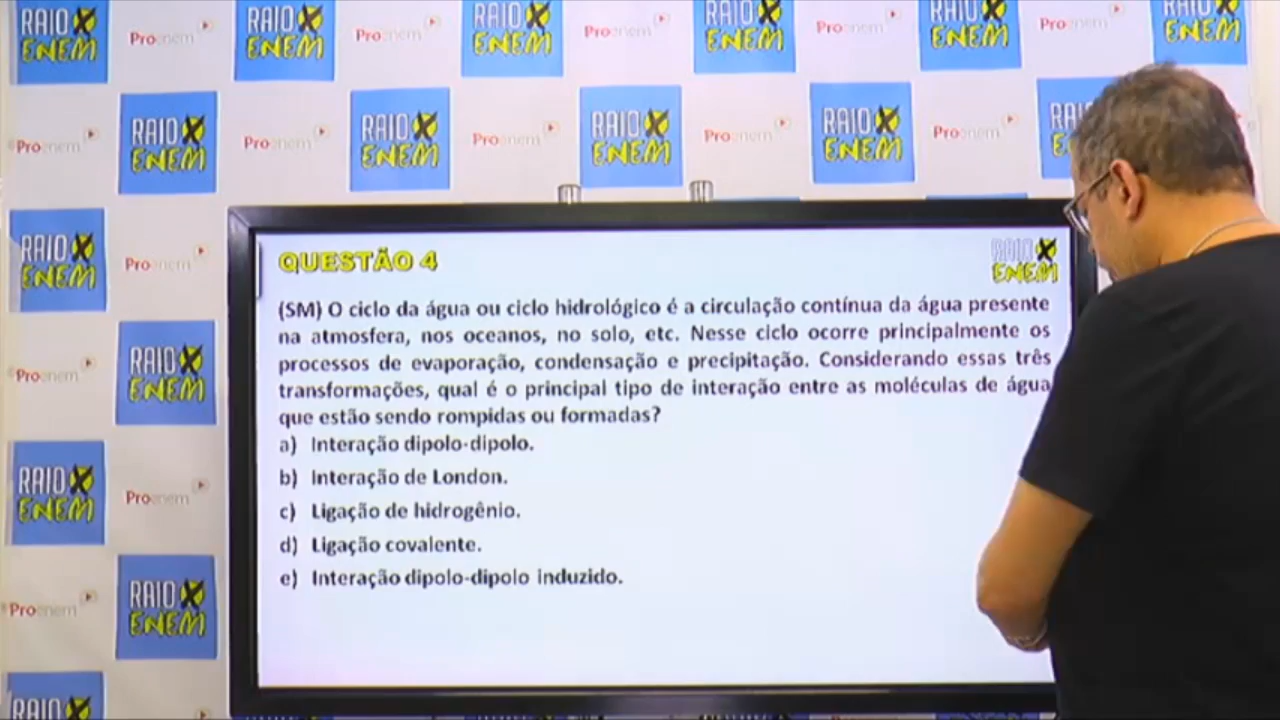 RAIO X ENEM
Proenem
QUESTÃO 4
RAIO X
ENEM
(SM) O ciclo da água ou ciclo hidrológico é a circulação contínua da água presente
na atmosfera, nos oceanos, no solo, etc. Nesse ciclo ocorre principalmente os
processos de evaporação, condensação e precipitação. Considerando essas três
transformações, qual é o principal tipo de interação entre as moléculas de água
que estão sendo rompidas ou formadas?
a) Interação dipolo-dipolo.
b) Interação de London.
c) Ligação de hidrogênio.
d) Ligação covalente.
e) Interação dipolo-dipolo induzido.